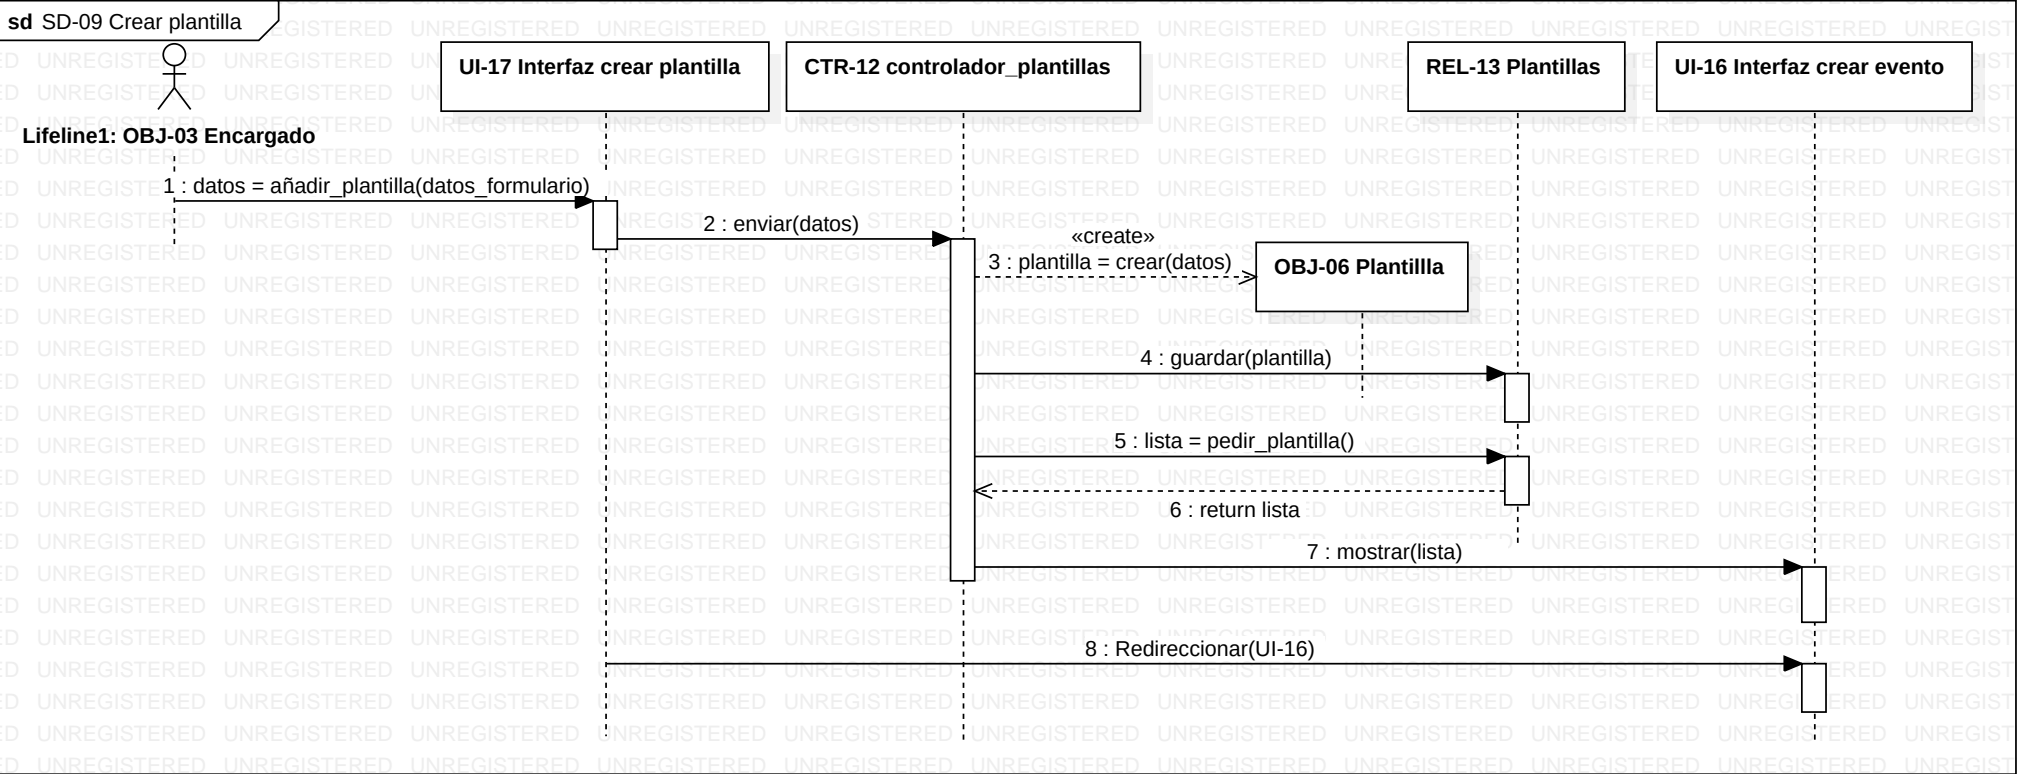 sd SD-09 Crear plantilla
UI-17 Interfaz crear plantilla
CTR-12 controlador_plantillas
REL-13 Plantillas
UI-16 Interfaz crear evento
Lifeline1: OBJ-03 Encargado
1 : datos = añadir_plantilla(datos_formulario)
2 : enviar(datos)
«create»
3 : plantilla = crear(datos)
OBJ-06 Plantillla
4 : guardar(plantilla)
5 : lista = pedir_plantilla()
6 : return lista
7 : mostrar(lista)
8 : Redireccionar(UI-16)
UNREGISTERED